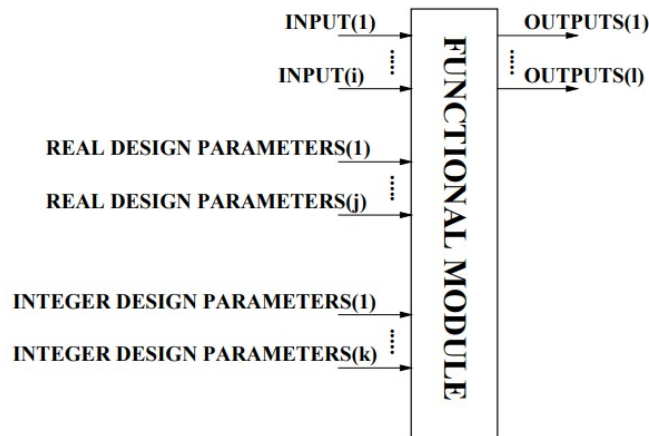 INPUT(1)
INPUT(i)
REAL DESIGN PARAMETERS(1)
REAL DESIGN PARAMETERS(j)
INTEGER DESIGN PARAMETERS(1)
INTEGER DESIGN PARAMETERS(k)
FUNCTIONAL MODULE
OUTPUTS(1)
OUTPUTS(l)